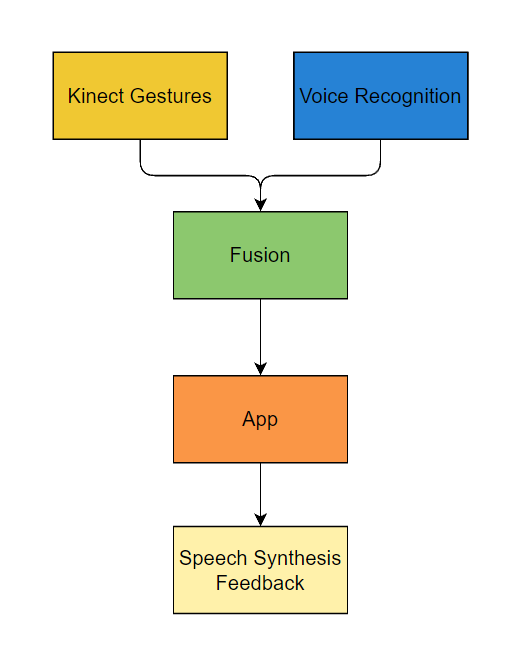 Kinect Gestures
Voice Recognition
Fusion
App
Speech Synthesis
Feedback